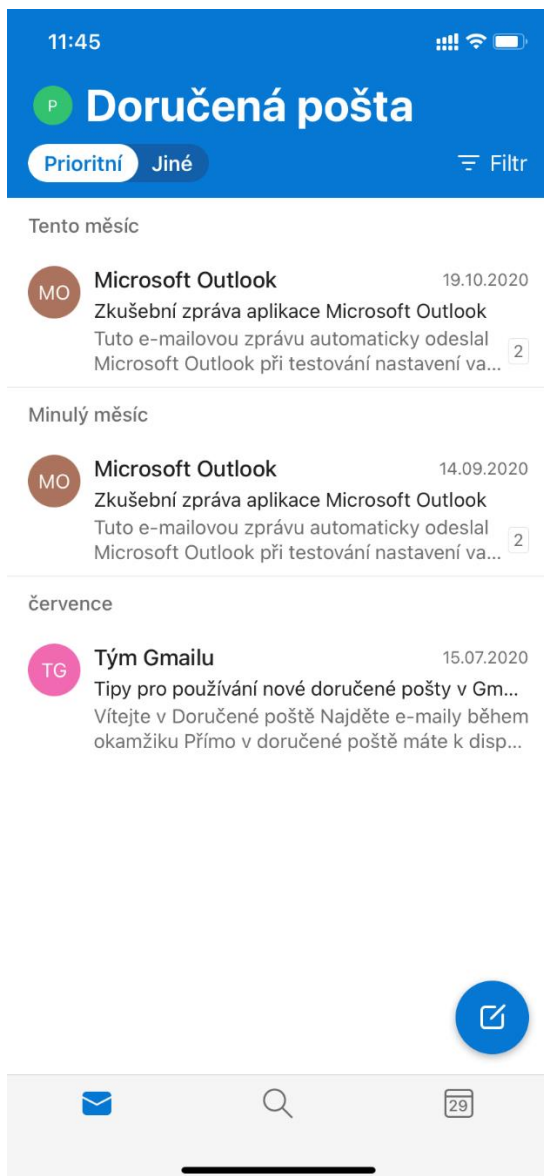 11:45
P
Doručená pošta
Prioritní Jiné Filtr
Tento měsíc
MO
Microsoft Outlook 19.10.2020
Zkušební zpráva aplikace Microsoft Outlook
Tuto e-mailovou zprávu automaticky odeslal
Microsoft Outlook při testování nastavení va... 2
Minulý měsíc
MO
Microsoft Outlook 14.09.2020
Zkušební zpráva aplikace Microsoft Outlook
Tuto e-mailovou zprávu automaticky odeslal
Microsoft Outlook při testování nastavení va... 2
července
TG
Tým Gmailu 15.07.2020
Tipy pro používání nové doručené pošty v Gm...
Vítejte v Doručené poště Najděte e-maily během
okamžiku Přímo v doručené poště máte k disp...
29